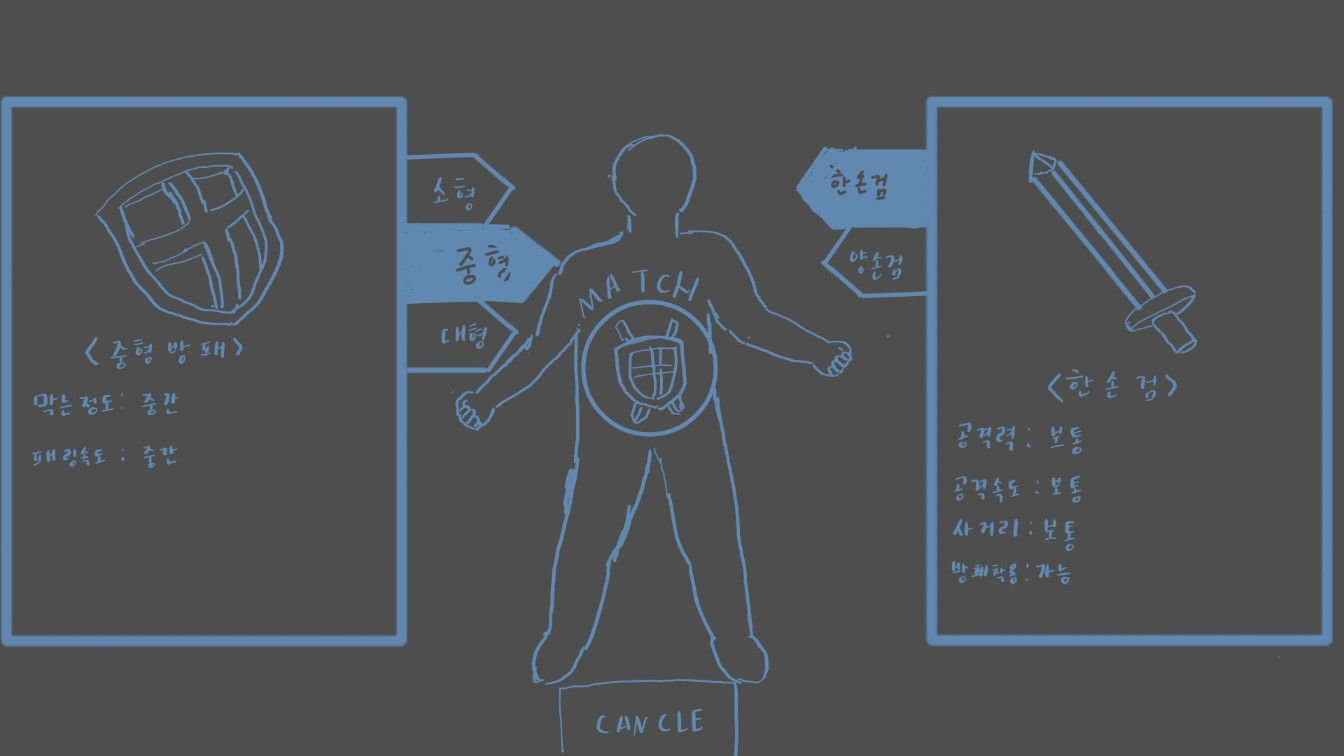 소형
중형
대형
<중형 방패>
막는정도: 중간
패링속도: 중간
MATCH
CANCLE
한손검
양손검
<한손검>
공격력: 보통
공격속도: 보통
사거리: 보통
방패착용: 가능